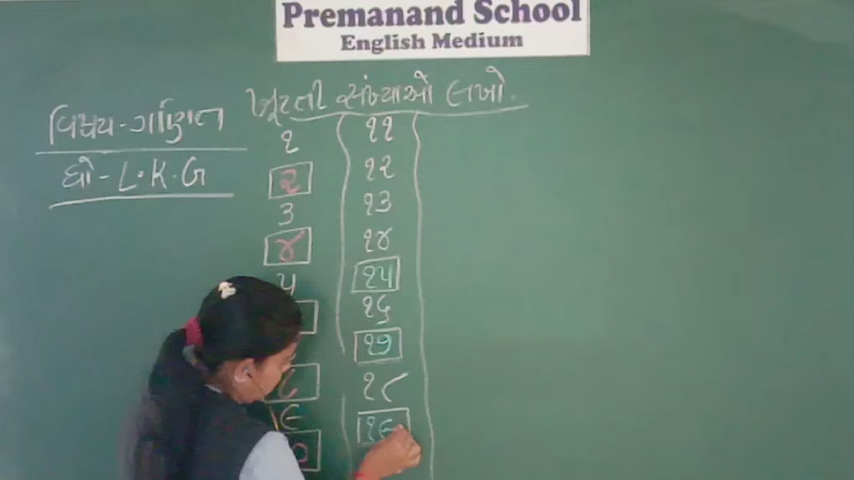 Premanand School
English Medium
ખૂટતી સંખ્યાઓ લખો.
વિષય-ગણિત
ધો - L.K.G
૧ ૧૧
૨ ૧૨
૩ ૧૩
૪ ૧૪
૫ ૧૫
૧૬
૧૭
૮ ૧૮
૯ ૧૯